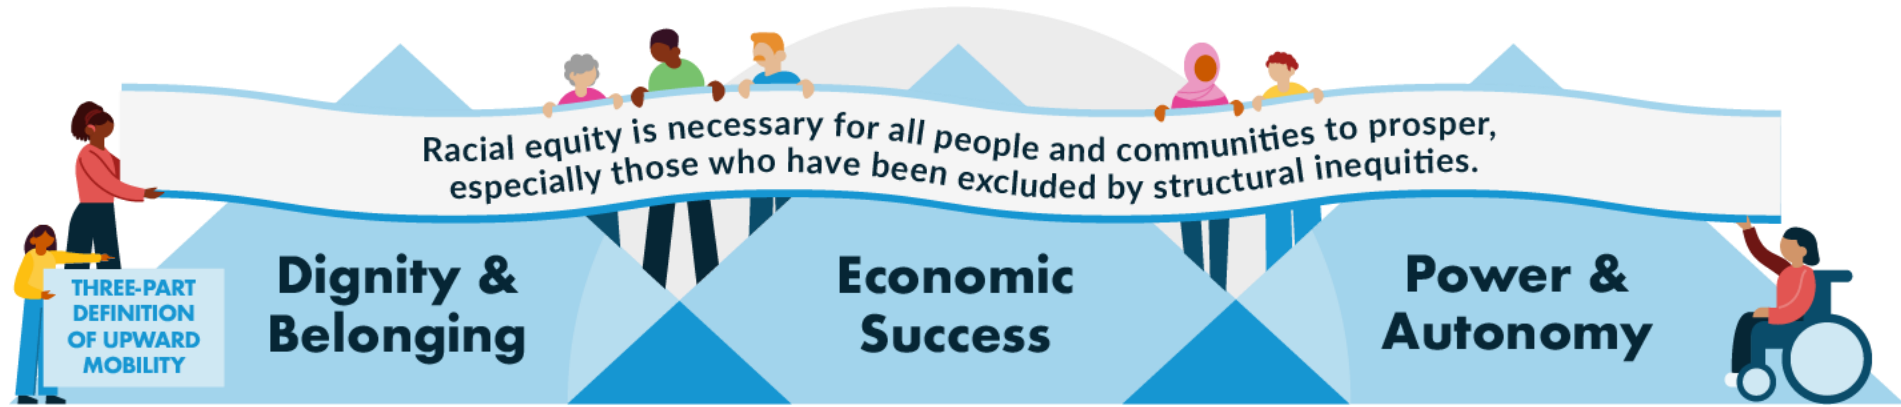 Racial equity is necessary for all people and communities to prosper,
especially those who have been excluded by structural inequities.
THREE-PART
DEFINITION
OF UPWARD
MOBILITY
Dignity &
Belonging
Economic
Success
Power &
Autonomy